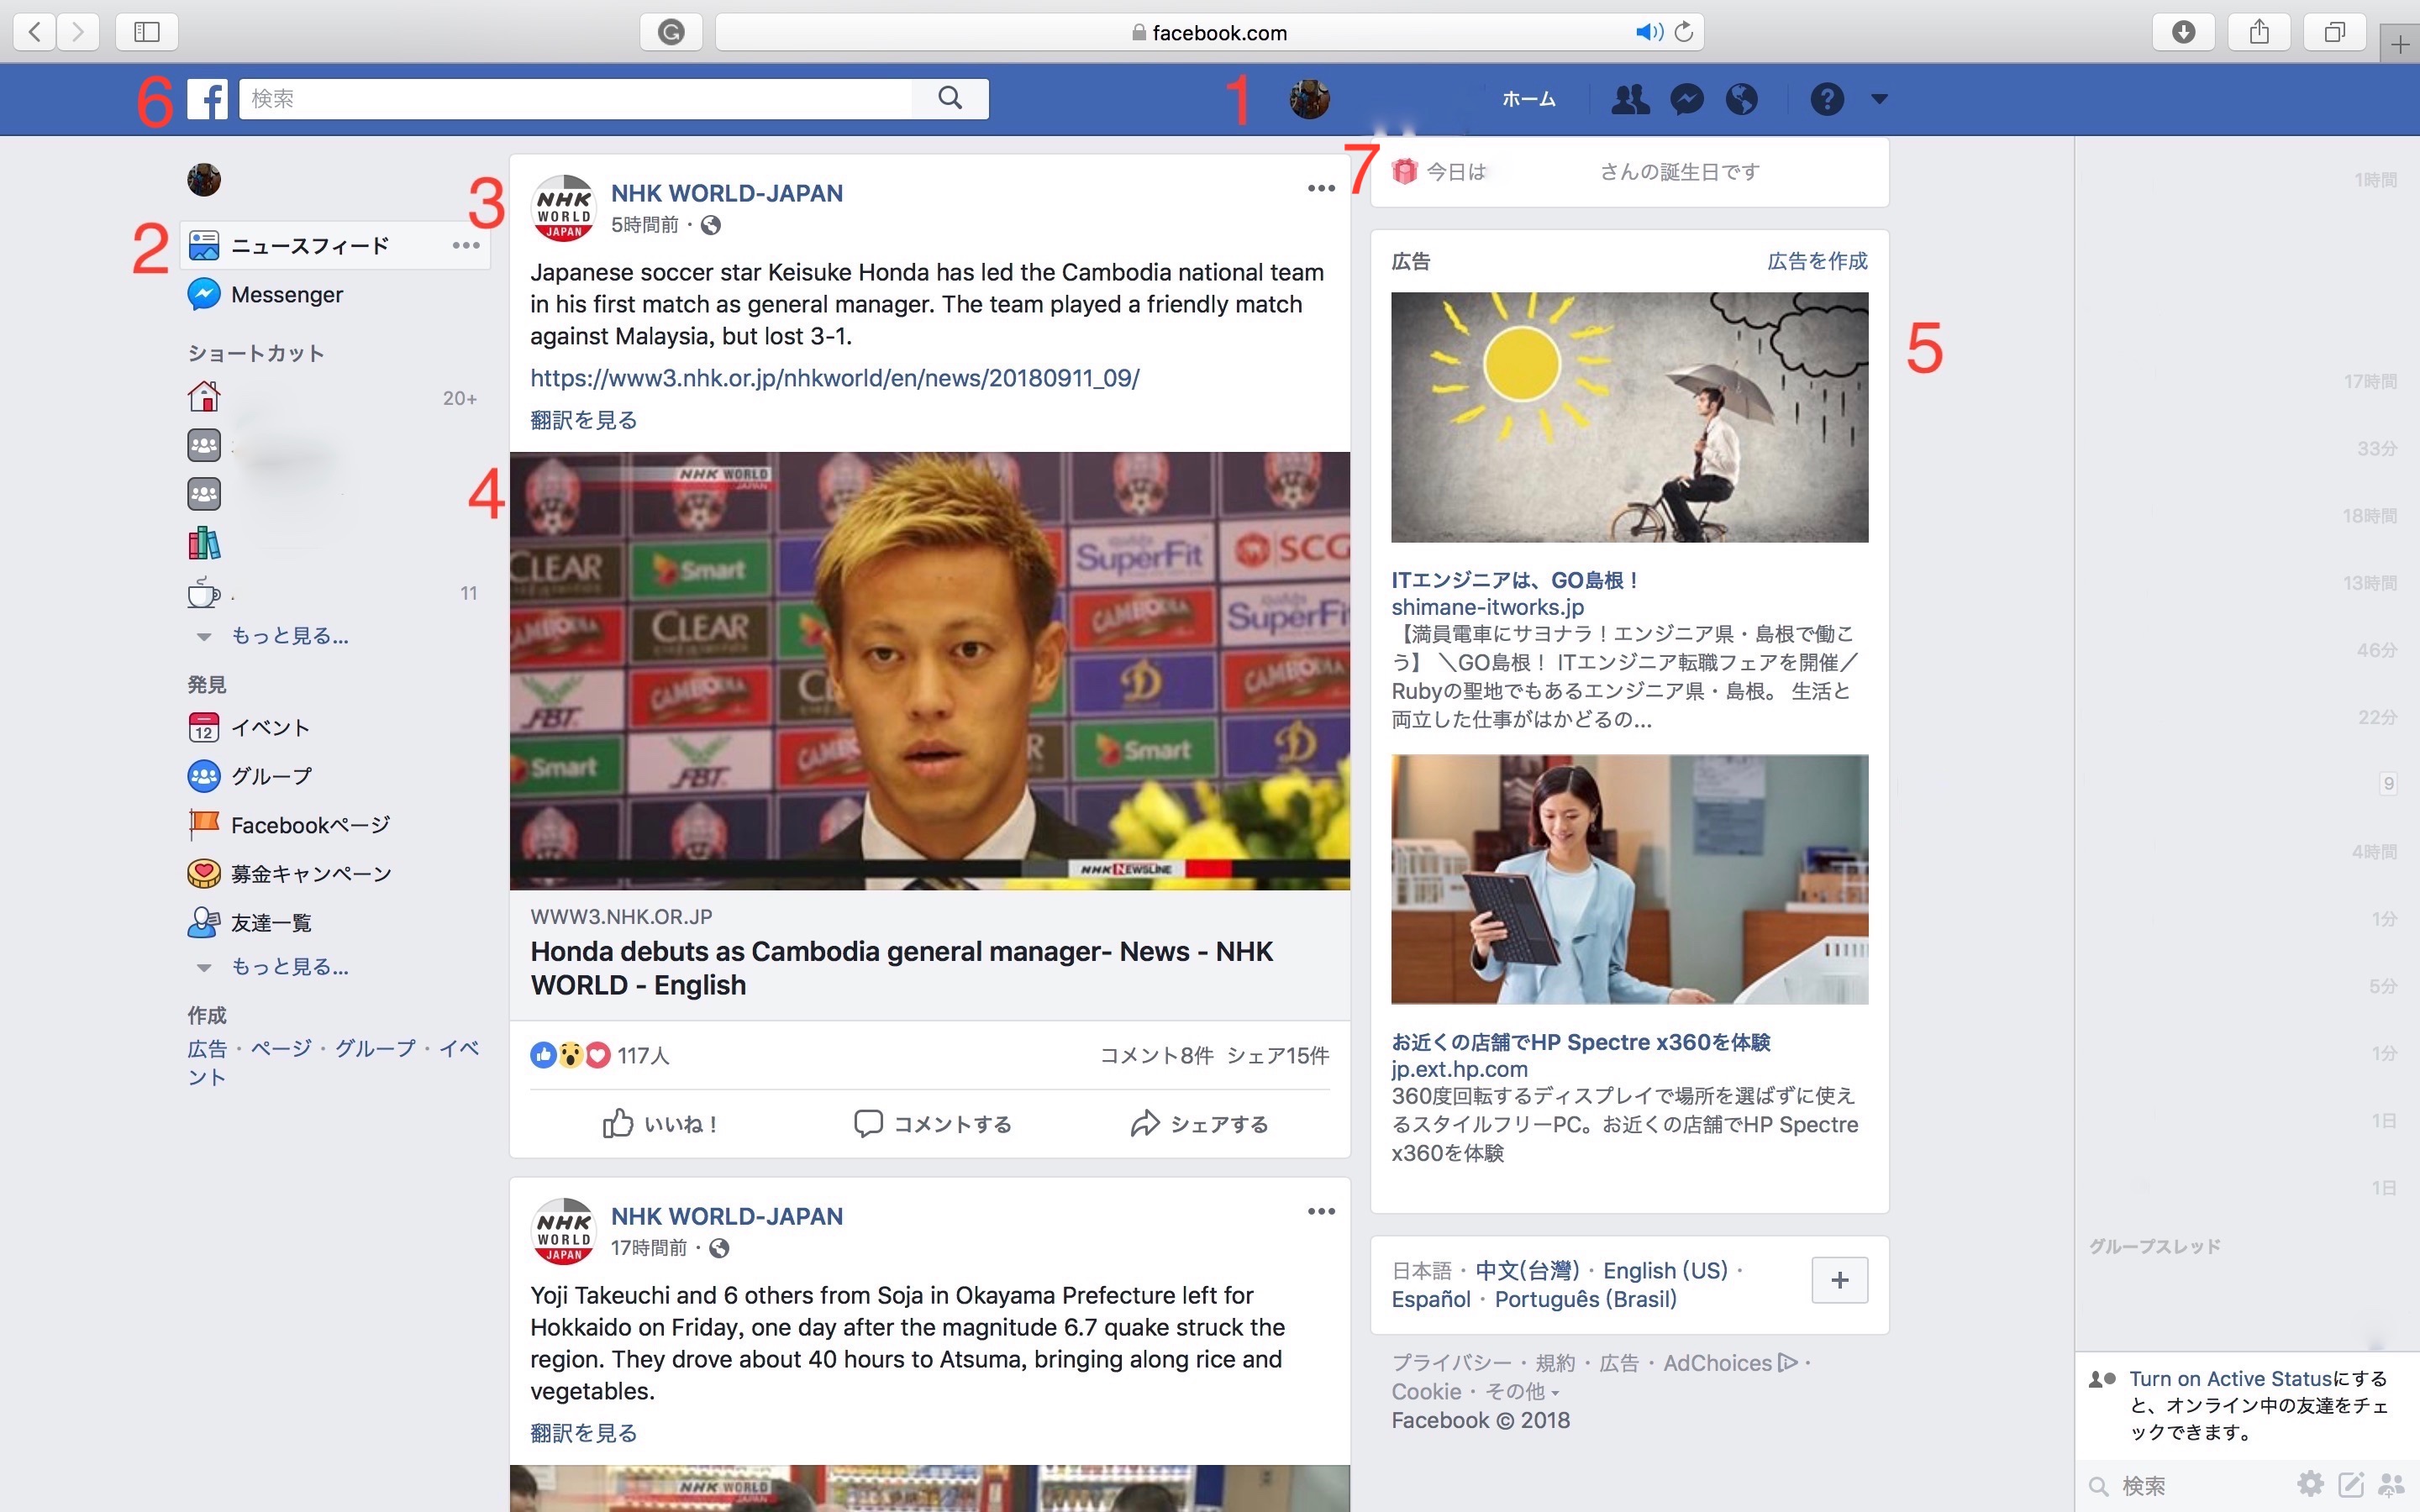 facebook.com
6
検索
1
ホーム
7
今日は さんの誕生日です
2
ニュースフィード
Messenger
ショートカット
20+
11
もっと見る...
発見
12
イベント
グループ
Facebookページ
募金キャンペーン
友達一覧
もっと見る...
作成
広告 · ページ · グループ · イベ
ント
3
NHK WORLD JAPAN
NHK WORLD-JAPAN
5時間前 ·
Japanese soccer star Keisuke Honda has led the Cambodia national team
in his first match as general manager. The team played a friendly match
against Malaysia, but lost 3-1.
https://www3.nhk.or.jp/nhkworld/en/news/20180911_09/
翻訳を見る
4
NHK WORLD
JAPAN
CLEAR
Smart
SuperFit
SCG
CAMBODIA
CLEAR
CAMBODIA
SuperFit
FBT
CAMBODIA
D
CAMBODIA
Smart
FBT
Smart
D
NHK NEWSLINE
WWW3.NHK.OR.JP
Honda debuts as Cambodia general manager- News - NHK
WORLD - English
117人
コメント8件 シェア15件
いいね！
コメントする
シェアする
NHK WORLD JAPAN
NHK WORLD-JAPAN
17時間前 ·
Yoji Takeuchi and 6 others from Soja in Okayama Prefecture left for
Hokkaido on Friday, one day after the magnitude 6.7 quake struck the
region. They drove about 40 hours to Atsuma, bringing along rice and
vegetables.
翻訳を見る
NHK WORLD
JAPAN
広告
広告を作成
5
ITエンジニアは、GO島根！
shimane-itworks.jp
【満員電車にサヨナラ！エンジニア県・島根で働こ
う】 ＼GO島根！ ITエンジニア転職フェアを開催／
Rubyの聖地でもあるエンジニア県・島根。 生活と
両立した仕事がはかどるの...
お近くの店舗でHP Spectre x360を体験
jp.ext.hp.com
360度回転するディスプレイで場所を選ばずに使え
るスタイルフリーPC。お近くの店舗でHP Spectre
x360を体験
日本語 · 中文(台灣) · English (US) ·
Español · Português (Brasil)
プライバシー · 規約 · 広告 · AdChoices ·
Cookie · その他
Facebook © 2018
1時間
17時間
33分
18時間
13時間
46分
22分
9
4時間
1分
5分
1分
1日
1日
グループスレッド
Turn on Active Statusにする
と、オンライン中の友達をチェ
ックできます。
検索